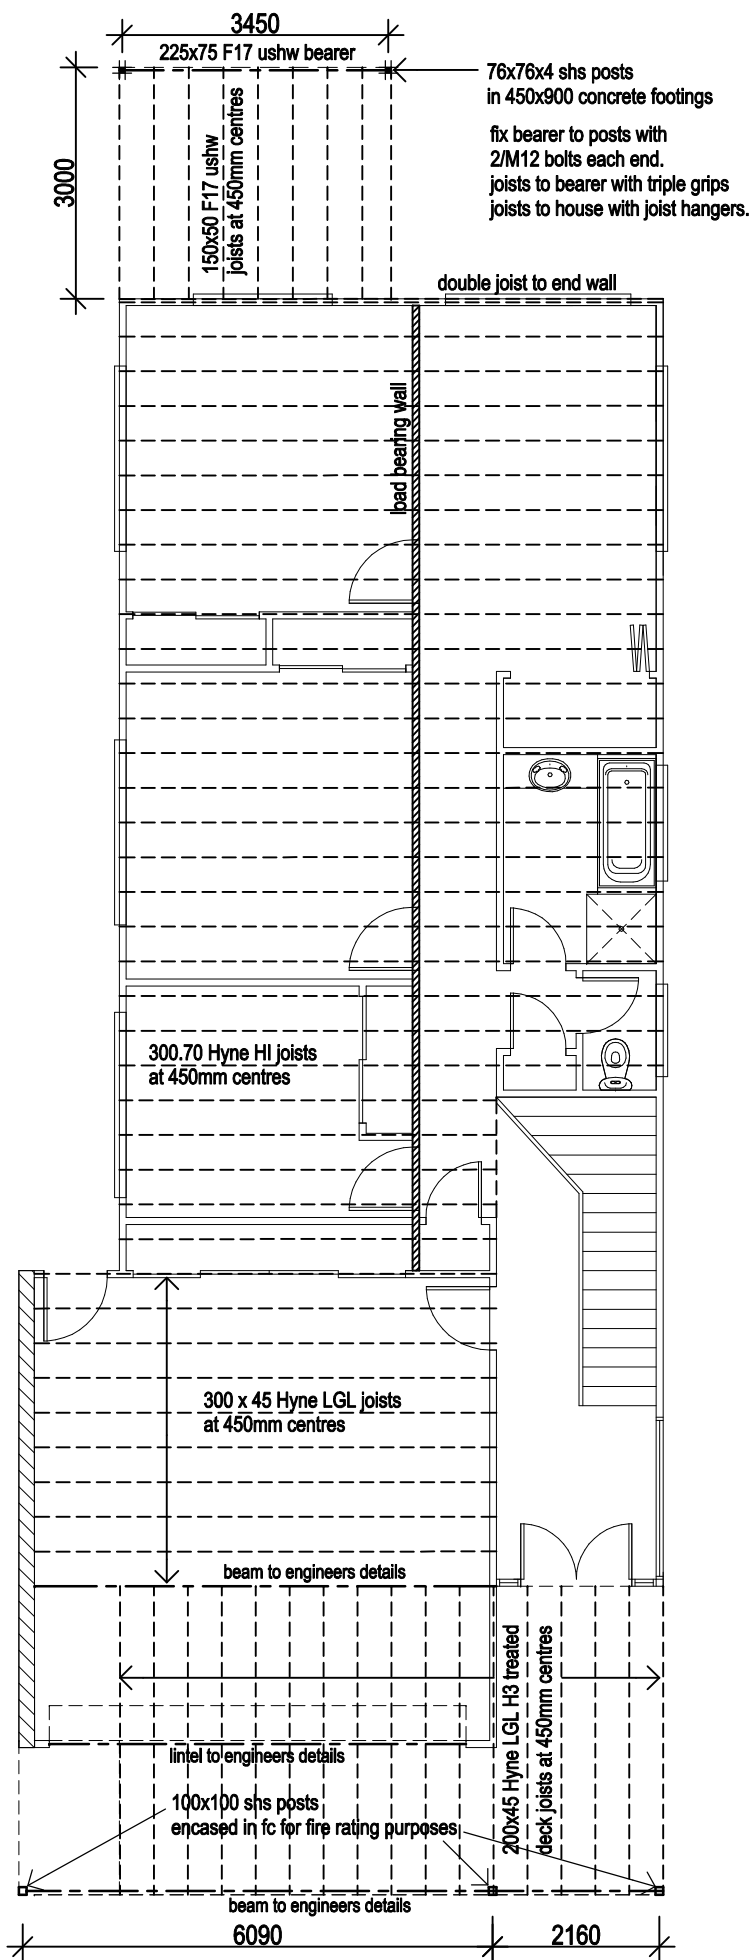 3450
225x75 F17 ushw bearer
76x76x4 shs posts
in 450x900 concrete footings
fix bearer to posts with
2/M12 bolts each end.
joists to bearer with triple grips
joists to house with joist hangers.
3000
150x50 F17 ushw
joists at 450mm centres
double joist to end wall
load bearing wall
300.70 Hyne HI joists
at 450mm centres
300 x 45 Hyne LGL joists
at 450mm centres
beam to engineers details
200x45 Hyne LGL H3 treated
deck joists at 450mm centres
lintel to engineers details
100x100 shs posts
encased in fc for fire rating purposes
beam to engineers details
6090
2160